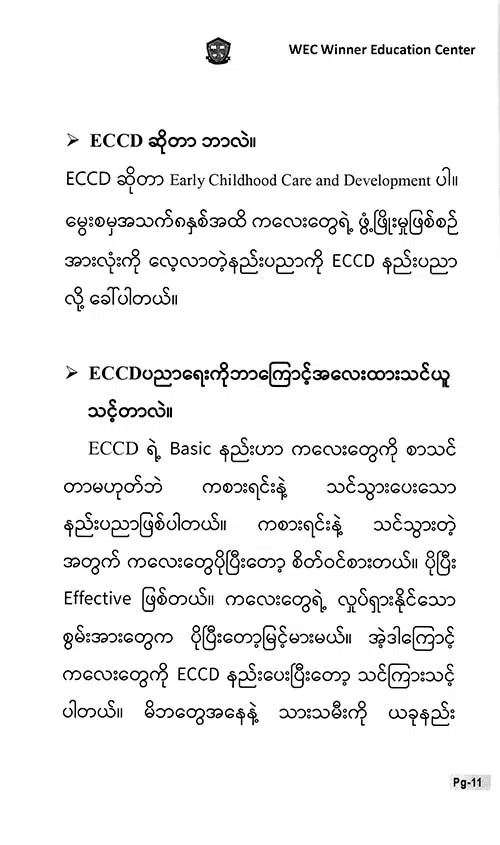 WEC Winner Education Center
➤ ECCD ဆိုတာ ဘာလဲ။
ECCD ဆိုတာ Early Childhood Care and Development ပါ။
မွေးစမှအသက်၈နှစ်အထိ ကလေးတွေရဲ့ ဖွံ့ဖြိုးမှုဖြစ်စဉ်
အားလုံးကို လေ့လာတဲ့နည်းပညာကို ECCD နည်းပညာ
လို့ ခေါ်ပါတယ်။
➤ ECCDပညာရေးကိုဘာကြောင့်အလေးထားသင်ယူ
သင့်တာလဲ။
ECCD ရဲ့ Basic နည်းဟာ ကလေးတွေကို စာသင်
တာမဟုတ်ဘဲ ကစားရင်းနဲ့ သင်သွားပေးသော
နည်းပညာဖြစ်ပါတယ်။ ကစားရင်းနဲ့ သင်သွားတဲ့
အတွက် ကလေးတွေပိုပြီးတော့ စိတ်ဝင်စားတယ်။ ပိုပြီး
Effective ဖြစ်တယ်။ ကလေးတွေရဲ့ လှုပ်ရှားနိုင်သော
စွမ်းအားတွေက ပိုပြီးတော့မြင့်မားမယ်။ အဲ့ဒါကြောင့်
ကလေးတွေကို ECCD နည်းပေးပြီးတော့ သင်ကြားသင့်
ပါတယ်။ မိဘတွေအနေနဲ့ သားသမီးကို ယခုနည်း
Pg-11